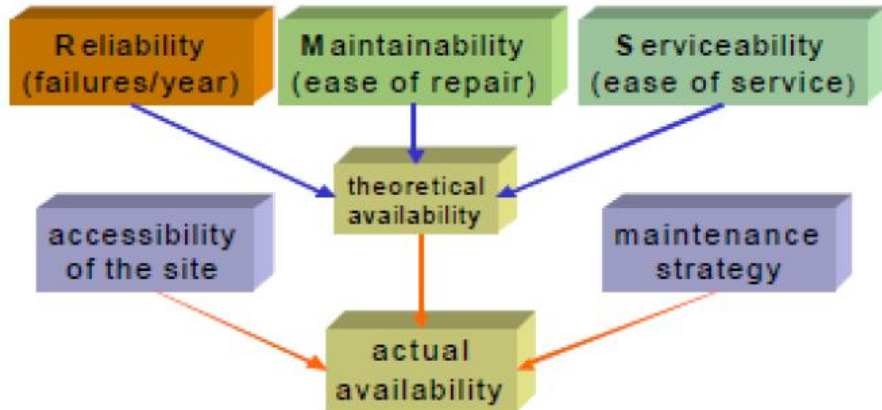 Reliability
(failures/year)
Maintainability
(ease of repair)
Serviceability
(ease of service)
theoretical
availability
accessibility
of the site
maintenance
strategy
actual
availability